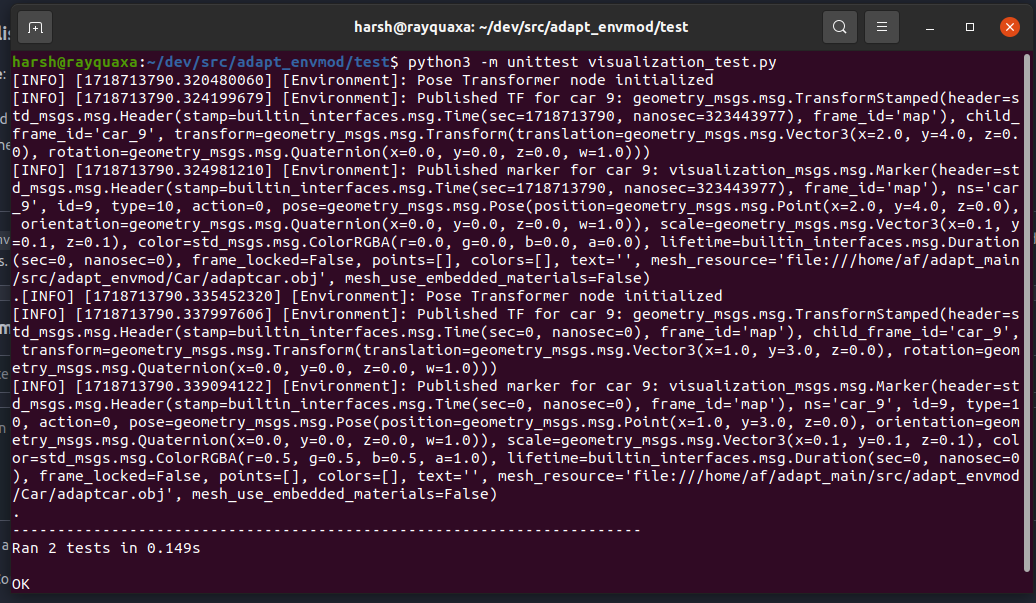 harsh@rayquaxa: ~/dev/src/adapt_envmod/test
harsh@rayquaxa:~/dev/src/adapt_envmod/test$ python3 -m unittest visualization_test.py
[INFO] [1718713790.320480060] [Environment]: Pose Transformer node initialized
[INFO] [1718713790.324199679] [Environment]: Published TF for car 9: geometry_msgs.msg.TransformStamped(header=s
td_msgs.msg.Header(stamp=builtin_interfaces.msg.Time(sec=1718713790, nanosec=323443977), frame_id='map'), child_
frame_id='car_9', transform=geometry_msgs.msg.Transform(translation=geometry_msgs.msg.Vector3(x=2.0, y=4.0, z=0.
0), rotation=geometry_msgs.msg.Quaternion(x=0.0, y=0.0, z=0.0, w=1.0)))
[INFO] [1718713790.324981210] [Environment]: Published marker for car 9: visualization_msgs.msg.Marker(header=st
d_msgs.msg.Header(stamp=builtin_interfaces.msg.Time(sec=1718713790, nanosec=323443977), frame_id='map'), ns='car
_9', id=9, type=10, action=0, pose=geometry_msgs.msg.Pose(position=geometry_msgs.msg.Point(x=2.0, y=4.0, z=0.0),
 orientation=geometry_msgs.msg.Quaternion(x=0.0, y=0.0, z=0.0, w=1.0)), scale=geometry_msgs.msg.Vector3(x=0.1, y
=0.1, z=0.1), color=std_msgs.msg.ColorRGBA(r=0.0, g=0.0, b=0.0, a=0.0), lifetime=builtin_interfaces.msg.Duration
(sec=0, nanosec=0), frame_locked=False, points=[], colors=[], text='', mesh_resource='file:///home/af/adapt_main
/src/adapt_envmod/Car/adaptcar.obj', mesh_use_embedded_materials=False)
.[INFO] [1718713790.335452320] [Environment]: Pose Transformer node initialized
[INFO] [1718713790.337997606] [Environment]: Published TF for car 9: geometry_msgs.msg.TransformStamped(header=s
td_msgs.msg.Header(stamp=builtin_interfaces.msg.Time(sec=0, nanosec=0), frame_id='map'), child_frame_id='car_9',
 transform=geometry_msgs.msg.Transform(translation=geometry_msgs.msg.Vector3(x=1.0, y=3.0, z=0.0), rotation=geom
etry_msgs.msg.Quaternion(x=0.0, y=0.0, z=0.0, w=1.0)))
[INFO] [1718713790.339094122] [Environment]: Published marker for car 9: visualization_msgs.msg.Marker(header=st
d_msgs.msg.Header(stamp=builtin_interfaces.msg.Time(sec=0, nanosec=0), frame_id='map'), ns='car_9', id=9, type=1
0, action=0, pose=geometry_msgs.msg.Pose(position=geometry_msgs.msg.Point(x=1.0, y=3.0, z=0.0), orientation=geom
etry_msgs.msg.Quaternion(x=0.0, y=0.0, z=0.0, w=1.0)), scale=geometry_msgs.msg.Vector3(x=0.1, y=0.1, z=0.1), col
or=std_msgs.msg.ColorRGBA(r=0.5, g=0.5, b=0.5, a=1.0), lifetime=builtin_interfaces.msg.Duration(sec=0, nanosec=0
), frame_locked=False, points=[], colors=[], text='', mesh_resource='file:///home/af/adapt_main/src/adapt_envmod
/Car/adaptcar.obj', mesh_use_embedded_materials=False)
.
----------------------------------------------------------------------
Ran 2 tests in 0.149s
OK